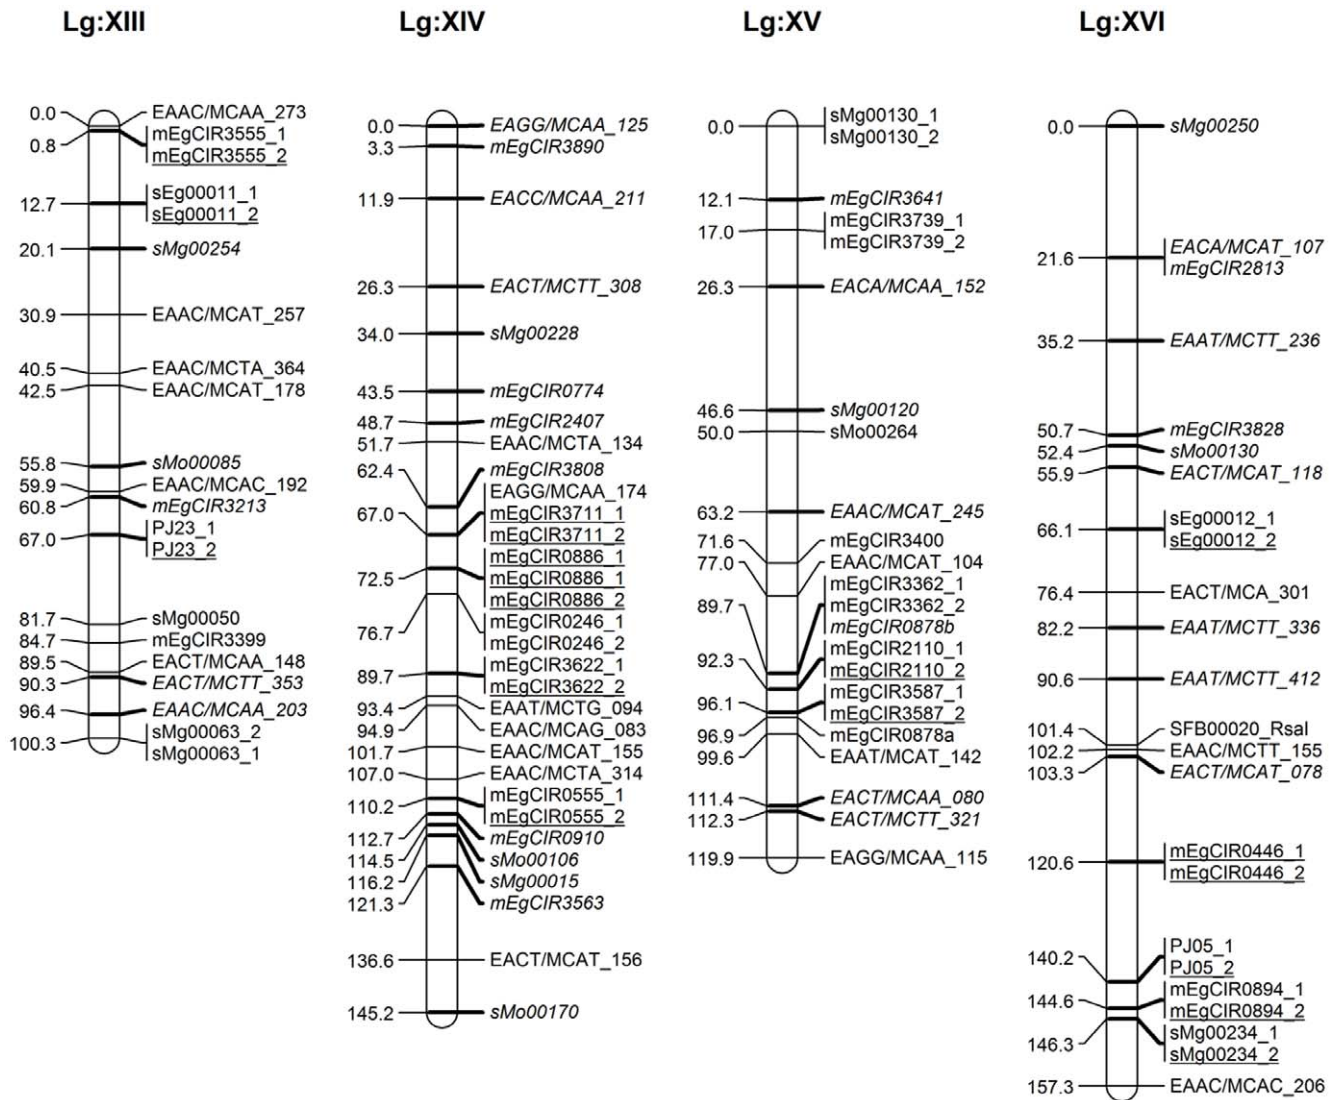 Lg:XIII
0.0 EAAC/MCAA_273
mEgCIR3555_1
0.8 mEgCIR3555_2
sEg00011_1
12.7 sEg00011_2
20.1 sMg00254
30.9 EAAC/MCAT_257
40.5 EAAC/MCTA_364
42.5 EAAC/MCAT_178
55.8 sMo00085
59.9 EAAC/MCAC_192
60.8 mEgCIR3213
PJ23_1
67.0 PJ23_2
81.7 sMg00050
84.7 mEgCIR3399
89.5 EACT/MCAA_148
90.3 EACT/MCTT_353
96.4 EAAC/MCAA_203
sMg00063_2
100.3 sMg00063_1
Lg:XIV
0.0 EAGG/MCAA_125
3.3 mEgCIR3890
11.9 EACC/MCAA_211
26.3 EACT/MCTT_308
34.0 sMg00228
43.5 mEgCIR0774
48.7 mEgCIR2407
51.7 EAAC/MCTA_134
62.4 mEgCIR3808
EAGG/MCAA_174
67.0 mEgCIR3711_1
mEgCIR3711_2
mEgCIR0886_1
72.5 mEgCIR0886_1
mEgCIR0886_2
mEgCIR0246_1
76.7 mEgCIR0246_2
mEgCIR3622_1
89.7 mEgCIR3622_2
93.4 EAAT/MCTG_094
94.9 EAAC/MCAG_083
101.7 EAAC/MCAT_155
107.0 EAAC/MCTA_314
mEgCIR0555_1
110.2 mEgCIR0555_2
112.7 mEgCIR0910
114.5 sMo00106
116.2 sMg00015
121.3 mEgCIR3563
136.6 EACT/MCAT_156
145.2 sMo00170
Lg:XV
sMg00130_1
0.0 sMg00130_2
12.1 mEgCIR3641
mEgCIR3739_1
17.0 mEgCIR3739_2
26.3 EACA/MCAA_152
46.6 sMg00120
50.0 sMo00264
63.2 EAAC/MCAT_245
71.6 mEgCIR3400
77.0 EAAC/MCAT_104
mEgCIR3362_1
89.7 mEgCIR3362_2
mEgCIR0878b
mEgCIR2110_1
92.3 mEgCIR2110_2
mEgCIR3587_1
96.1 mEgCIR3587_2
96.9 mEgCIR0878a
99.6 EAAT/MCAT_142
111.4 EACT/MCAA_080
112.3 EACT/MCTT_321
119.9 EAGG/MCAA_115
Lg:XVI
0.0 sMg00250
EACA/MCAT_107
21.6 mEgCIR2813
35.2 EAAT/MCTT_236
50.7 mEgCIR3828
52.4 sMo00130
55.9 EACT/MCAT_118
sEg00012_1
66.1 sEg00012_2
76.4 EACT/MCA_301
82.2 EAAT/MCTT_336
90.6 EAAT/MCTT_412
101.4 SFB00020_RsaI
102.2 EAAC/MCTT_155
103.3 EACT/MCAT_078
mEgCIR0446_1
120.6 mEgCIR0446_2
PJ05_1
140.2 PJ05_2
mEgCIR0894_1
144.6 mEgCIR0894_2
sMg00234_1
146.3 sMg00234_2
157.3 EAAC/MCAC_206